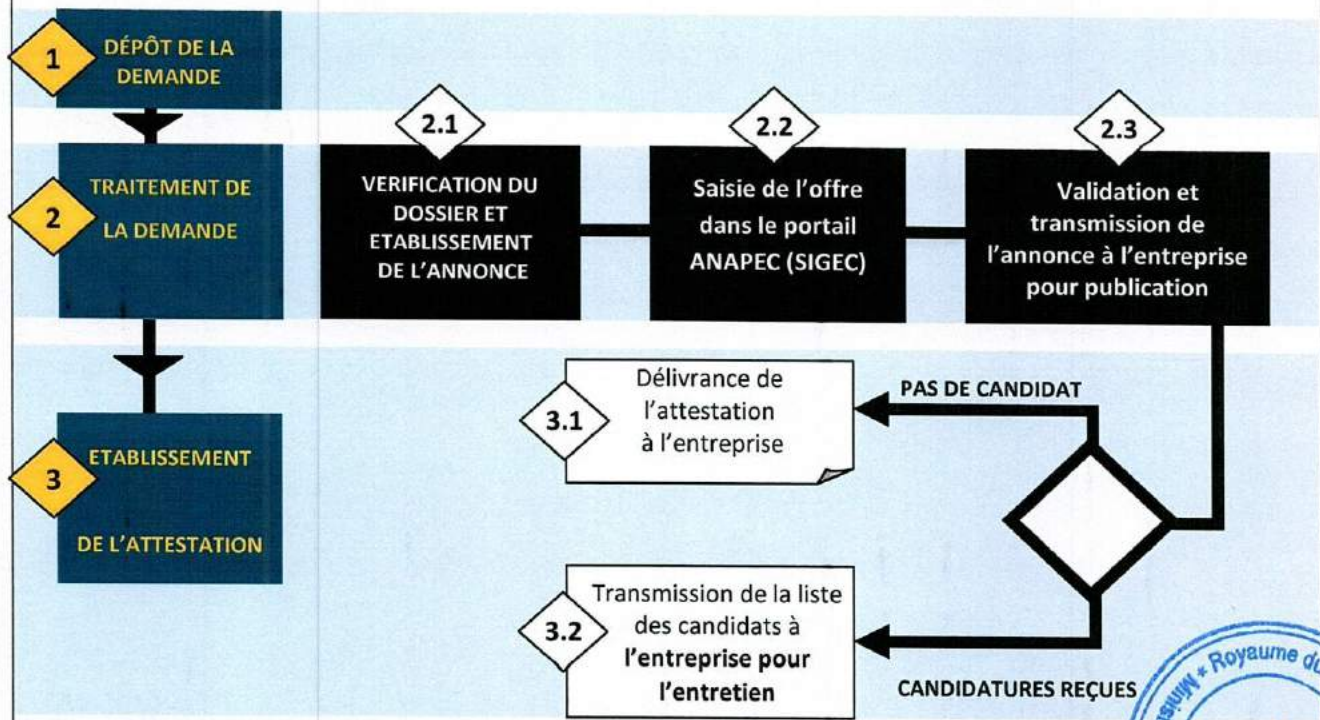 1
DÉPÔT DE LA
DEMANDE
2
TRAITEMENT DE
LA DEMANDE
2.1
VERIFICATION DU
DOSSIER ET
ETABLISSEMENT
DE L'ANNONCE
2.2
Saisie de l'offre
dans le portail
ANAPEC (SIGEC)
2.3
Validation et
transmission de
l'annonce à l'entreprise
pour publication
3
ETABLISSEMENT
DE L'ATTESTATION
3.1
Délivrance de
l'attestation
à l'entreprise
PAS DE CANDIDAT
3.2
Transmission de la liste
des candidats à
l'entreprise pour
l'entretien
CANDIDATURES REÇUES
* Royaume du